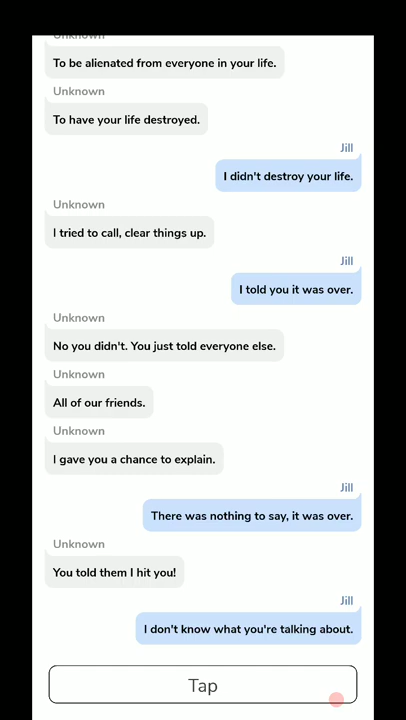 Unknown
To be alienated from everyone in your life.
Unknown
To have your life destroyed.
Jill
I didn't destroy your life.
Unknown
I tried to call, clear things up.
Jill
I told you it was over.
Unknown
No you didn't. You just told everyone else.
Unknown
All of our friends.
Unknown
I gave you a chance to explain.
Jill
There was nothing to say, it was over.
Unknown
You told them I hit you!
Jill
I don't know what you're talking about.
Tap